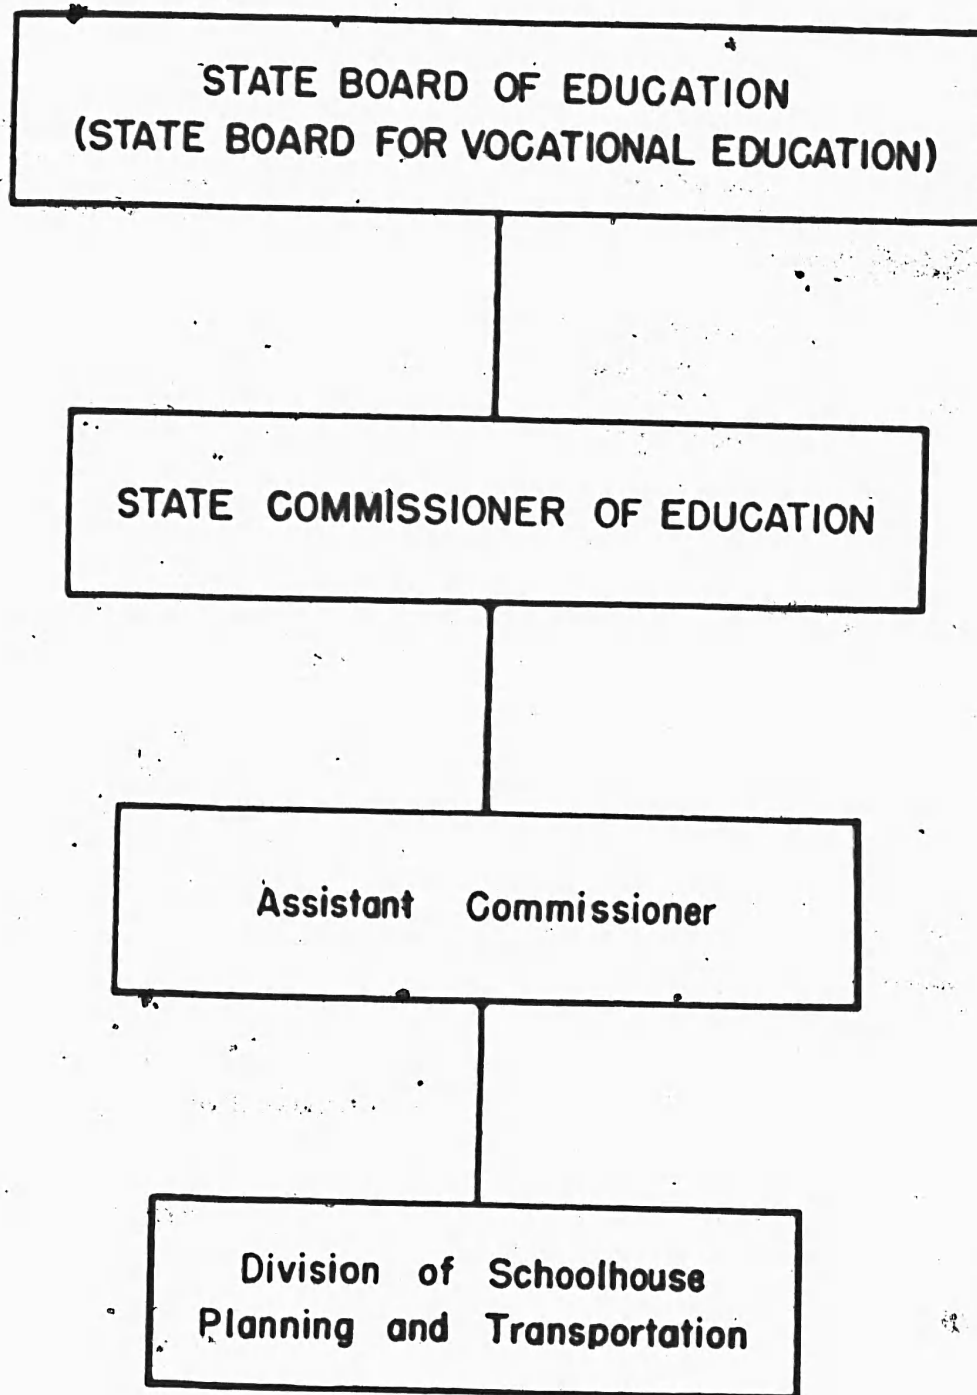 STATE BOARD OF EDUCATION
(STATE BOARD FOR VOCATIONAL EDUCATION)
STATE COMMISSIONER OF EDUCATION
Assistant Commissioner
Division of Schoolhouse
Planning and Transportation